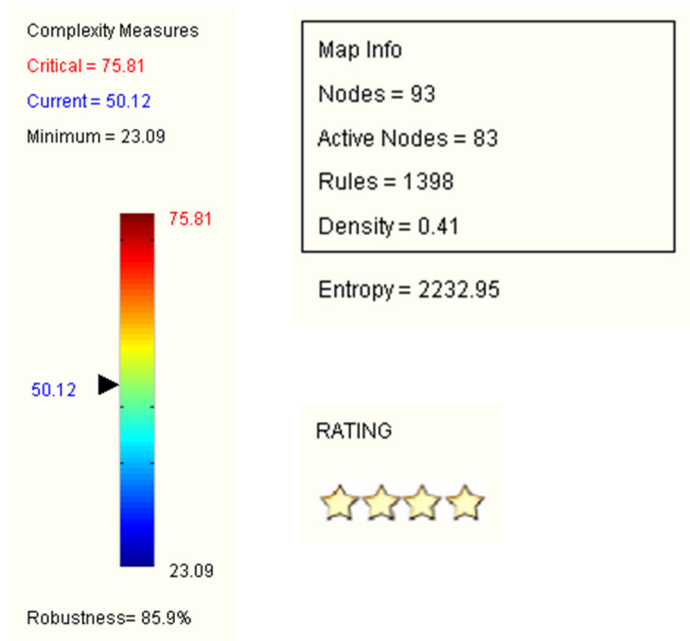 Complexity Measures
Critical = 75.81
Current = 50.12
Minimum = 23.09
75.81
50.12
23.09
Robustness= 85.9%
Map Info
Nodes = 93
Active Nodes = 83
Rules = 1398
Density = 0.41
Entropy = 2232.95
RATING